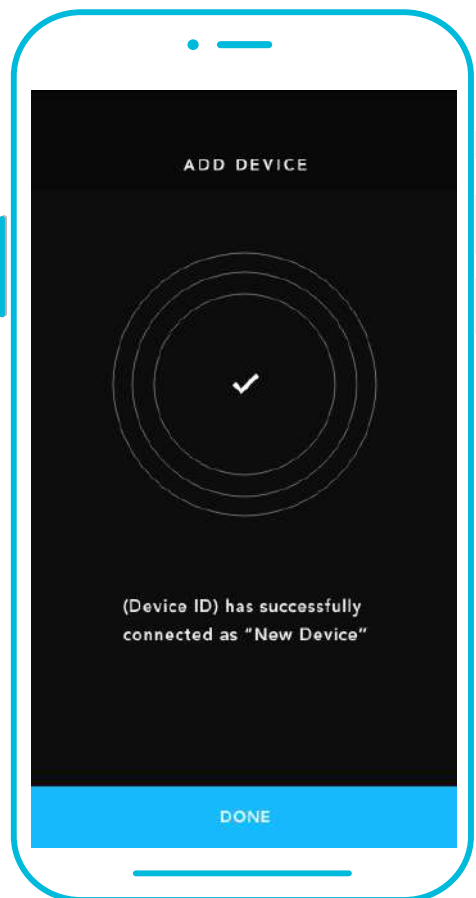 ADD DEVICE
(Device ID) has successfully
connected as “New Device”
DONE